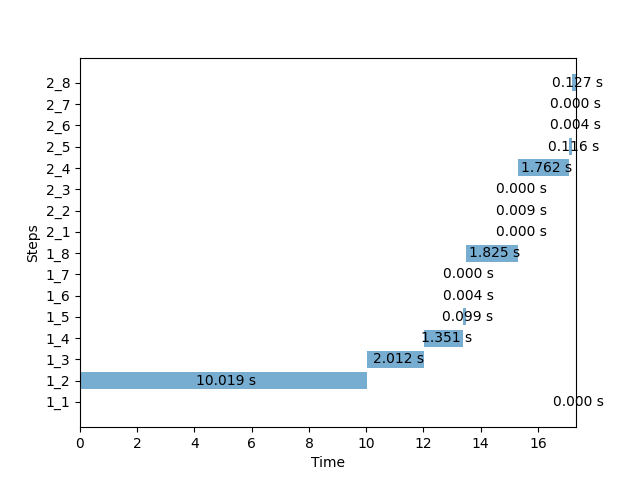 2_8 0.127 s
2_7 0.000 s
2_6 0.004 s
2_5 0.116 s
2_4 1.762 s
2_3 0.000 s
2_2 0.009 s
2_1 0.000 s
1_8 1.825 s
1_7 0.000 s
1_6 0.004 s
1_5 0.099 s
1_4 1.351 s
1_3 2.012 s
1_2 10.019 s
1_1 0.000 s
Steps
0 2 4 6 8 10 12 14 16
Time